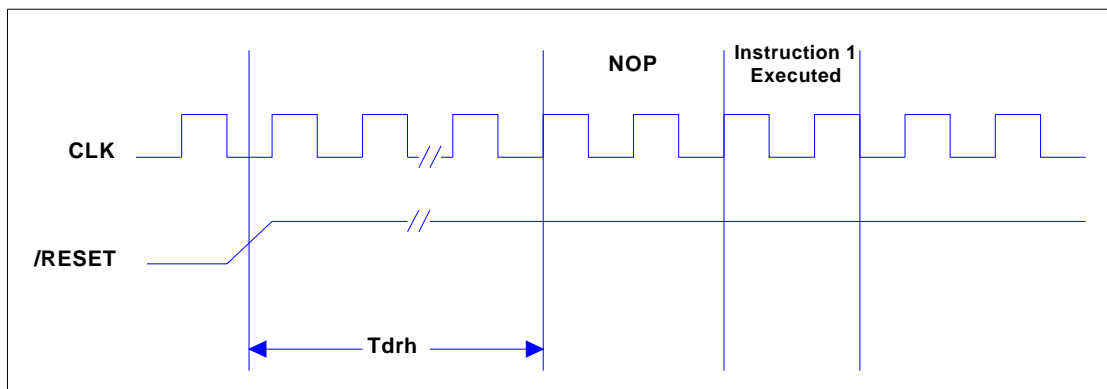 NOP
Instruction 1
Executed
CLK
/RESET
Tdrh